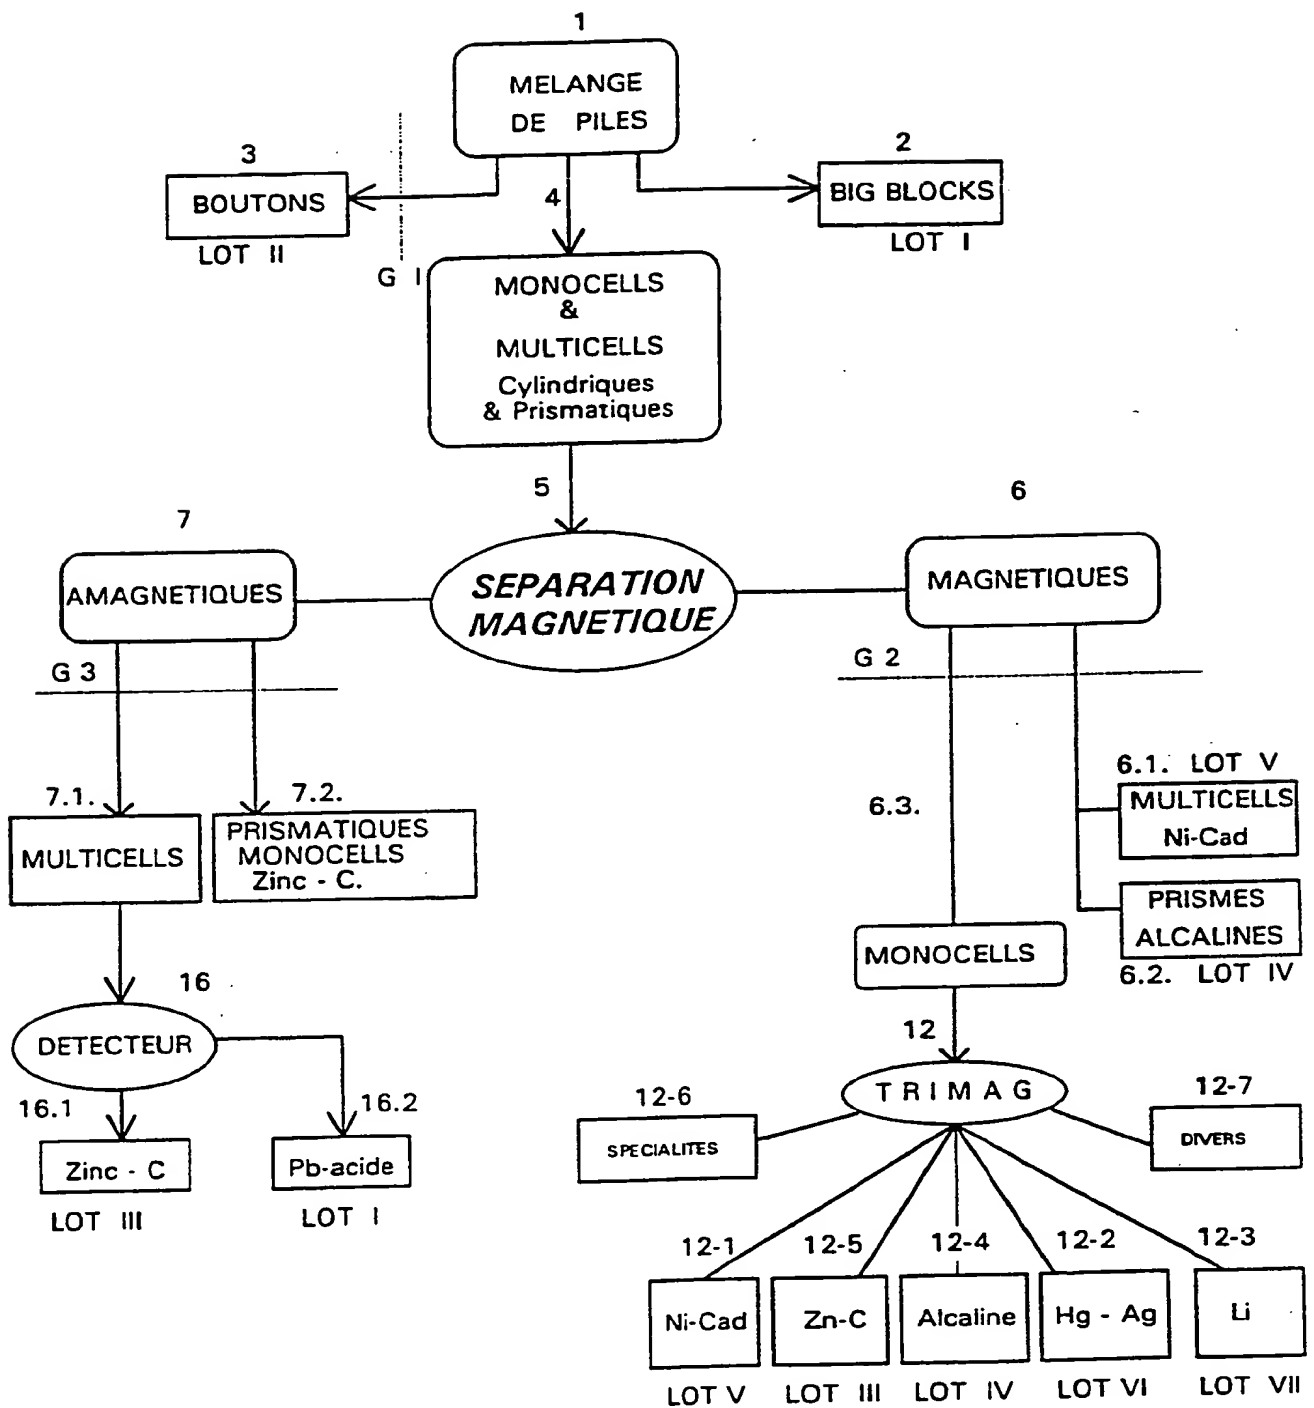 1
MELANGE
DE PILES
3
BOUTONS
LOT II
2
BIG BLOCKS
LOT I
4
G I
MONOCELLS
&
MULTICELLS
Cylindriques
& Prismatiques
5
SEPARATION
MAGNETIQUE
7
AMAGNETIQUES
6
MAGNETIQUES
G 3
G 2
7.1.
MULTICELLS
7.2.
PRISMATIQUES
MONOCELLS
Zinc - C.
6.3.
6.1. LOT V
MULTICELLS
Ni-Cad
PRISMES
ALCALINES
6.2. LOT IV
MONOCELLS
16
DETECTEUR
16.1
Zinc - C
LOT III
16.2
Pb-acide
LOT I
12
TRIMAG
12-6
SPECIALITES
12-7
DIVERS
12-1
Ni-Cad
LOT V
12-5
Zn-C
LOT III
12-4
Alcaline
LOT IV
12-2
Hg - Ag
LOT VI
12-3
Li
LOT VII